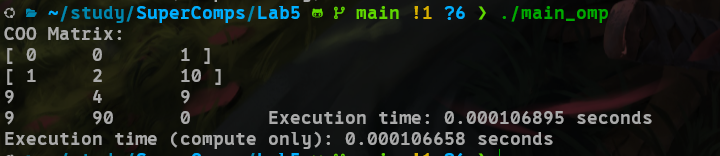 ~/study/SuperComps/Lab5 main !1 ?6 ❯ ./main_omp
COO Matrix:
[ 0 0 1 ]
[ 1 2 10 ]
9 4 9
9 90 0 Execution time: 0.000106895 seconds
Execution time (compute only): 0.000106658 seconds